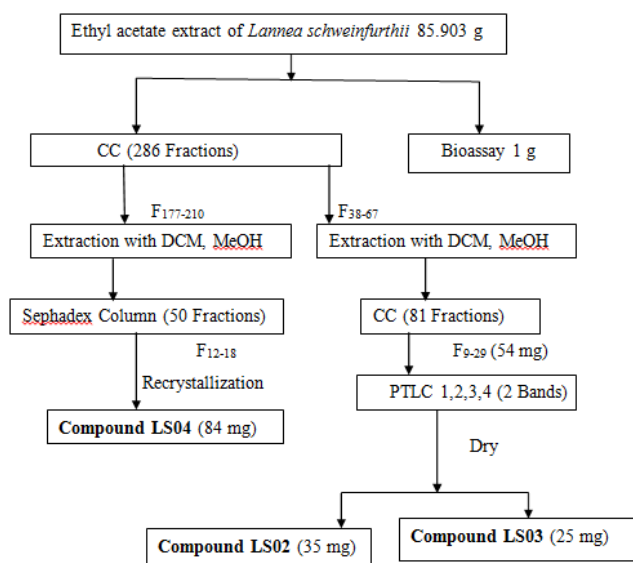 Ethyl acetate extract of Lannea schweinfurthii 85.903 g
CC (286 Fractions)
Bioassay 1 g
F177-210
F38-67
Extraction with DCM, MeOH
Extraction with DCM, MeOH
Sephadex Column (50 Fractions)
CC (81 Fractions)
F12-18
F9-29 (54 mg)
Recrystallization
PTLC 1,2,3,4 (2 Bands)
Compound LS04 (84 mg)
Dry
Compound LS02 (35 mg)
Compound LS03 (25 mg)